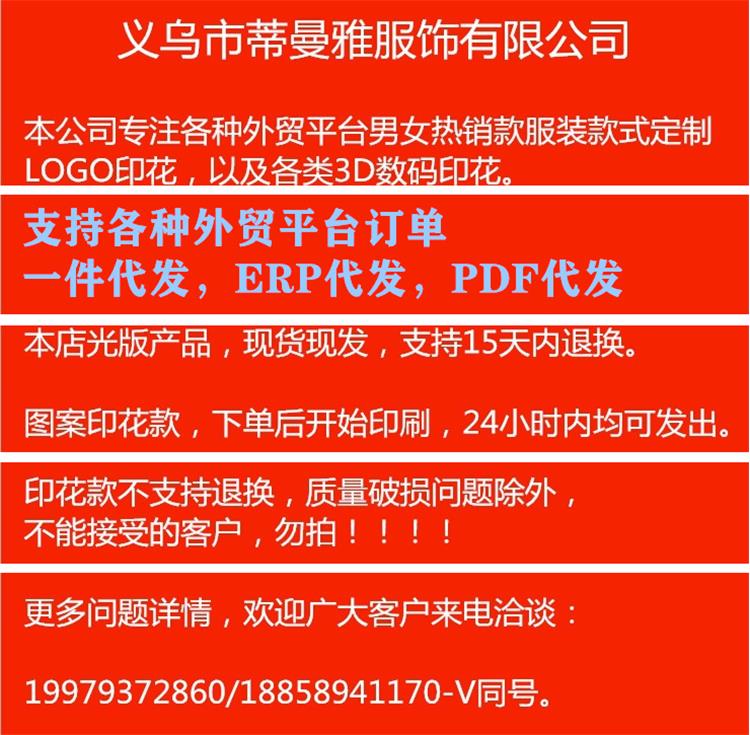 义乌市蒂曼雅服饰有限公司
本公司专注各种外贸平台男女热销款服装款式定制
LOGO印花，以及各类3D数码印花。
支持各种外贸平台订单
一件代发，ERP代发，PDF代发
本店光版产品，现货现发，支持15天内退换。
图案印花款，下单后开始印刷，24小时内均可发出。
印花款不支持退换，质量破损问题除外，
不能接受的客户，勿拍！！！！
更多问题详情，欢迎广大客户来电洽谈：
19979372860/18858941170-V同号。